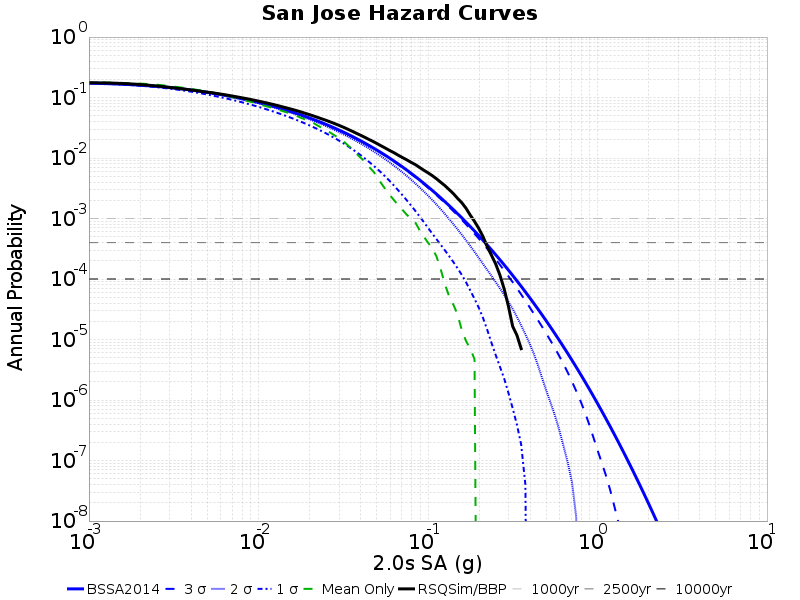 San Jose Hazard Curves
Annual Probability
10^0
10^-1
10^-2
10^-3
10^-4
10^-5
10^-6
10^-7
10^-8
10^-3 10^-2 10^-1 10^0 10^1
2.0s SA (g)
BSSA2014 3 σ 2 σ 1 σ Mean Only RSQSim/BBP 1000yr 2500yr 10000yr